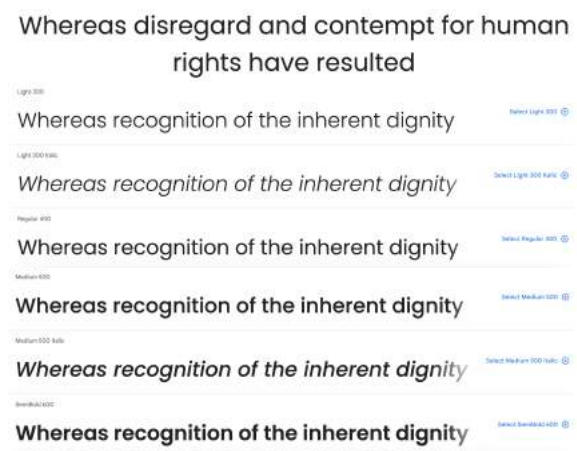 Whereas disregard and contempt for human
rights have resulted
Light 300
Whereas recognition of the inherent dignity
Select Light 300
Light 300 Italic
Whereas recognition of the inherent dignity
Select Light 300 Italic
Regular 400
Whereas recognition of the inherent dignity
Select Regular 400
Medium 500
Whereas recognition of the inherent dignity
Select Medium 500
Medium 500 Italic
Whereas recognition of the inherent dignity
Select Medium 500 Italic
SemiBold 600
Whereas recognition of the inherent dignity
Select SemiBold 600